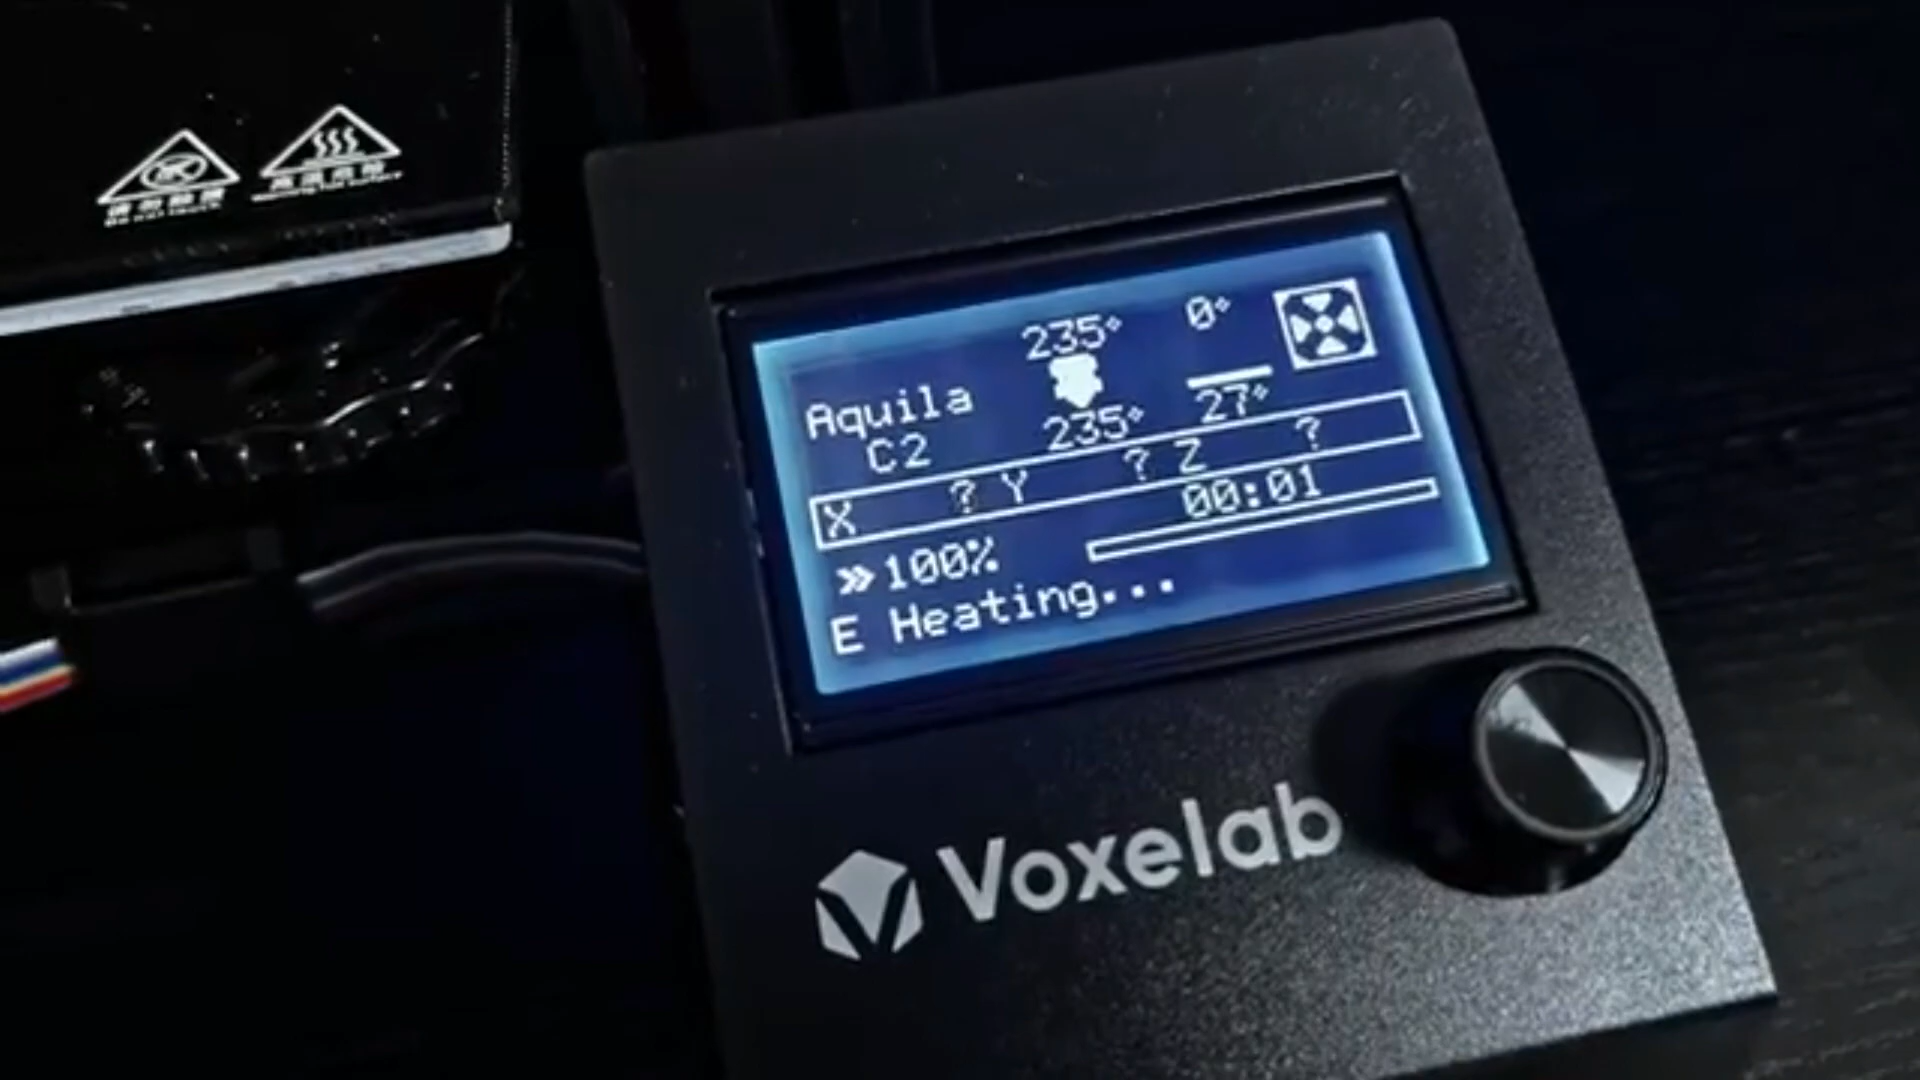 235° 0°
Aquila
C2
235° 27°
X ? Y ? Z ?
»100% 00:01
E Heating...
Voxelab